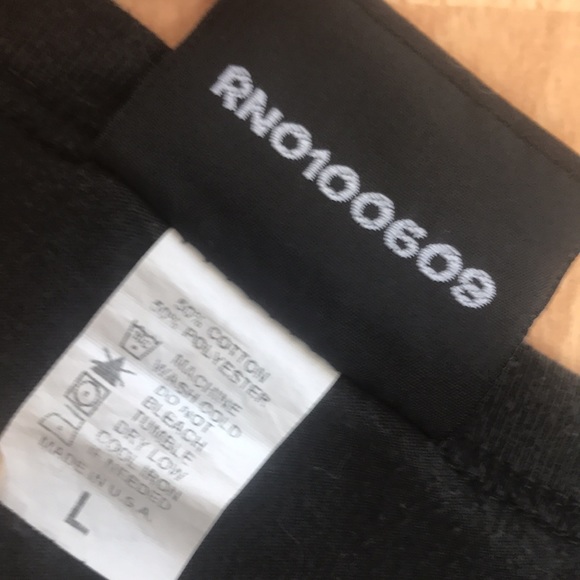 RN0100609
50% COTTON
50% POLYESTER
MACHINE
WASH COLD
DO NOT
BLEACH
TUMBLE
DRY LOW
COOL IRON
IF NEEDED
MADE IN U.S.A.
L